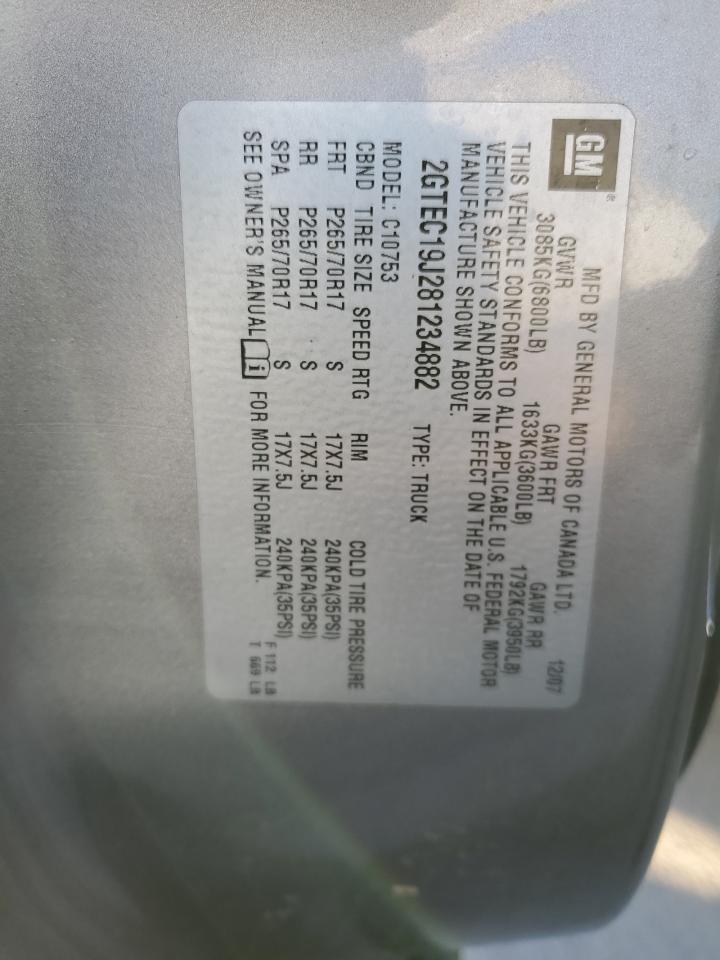 GM®
MFD BY GENERAL MOTORS OF CANADA LTD. 12/07
GVWR GAWR FRT GAWR RR
3085KG(6800LB) 1633KG(3600LB) 1792KG(3950LB)
THIS VEHICLE CONFORMS TO ALL APPLICABLE U.S. FEDERAL MOTOR
VEHICLE SAFETY STANDARDS IN EFFECT ON THE DATE OF
MANUFACTURE SHOWN ABOVE.
2GTEC19J281234882 TYPE: TRUCK
MODEL: C10753
CBND TIRE SIZE SPEED RTG RIM COLD TIRE PRESSURE
FRT P265/70R17 S 17X7.5J 240KPA(35PSI)
RR P265/70R17 S 17X7.5J 240KPA(35PSI)
SPA P265/70R17 S 17X7.5J 240KPA(35PSI)
SEE OWNER'S MANUAL i FOR MORE INFORMATION.
F 112 LB
T 669 LB